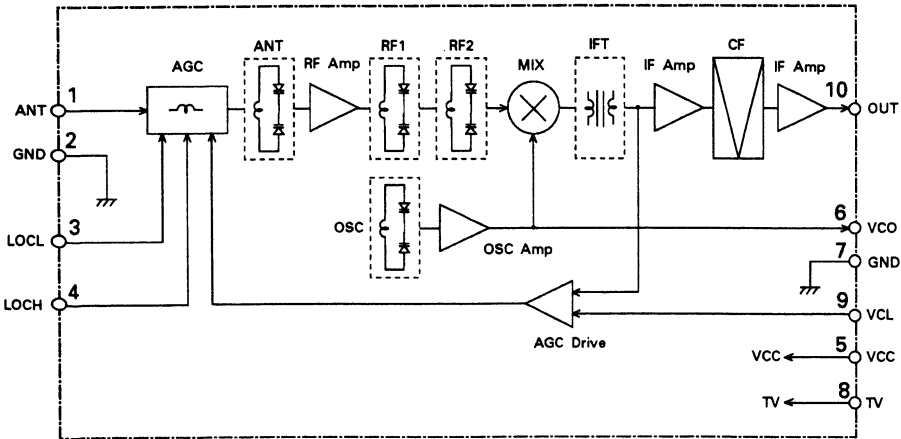 ANT
RF Amp
RF1
RF2
IFT
CF
AGC
MIX
IF Amp
IF Amp
ANT 1
10 OUT
2
GND
3
LOCL
OSC
OSC Amp
6
VCO
7
GND
4
LOCH
9
VCL
AGC Drive
5
VCC
VCC
8
TV
TV